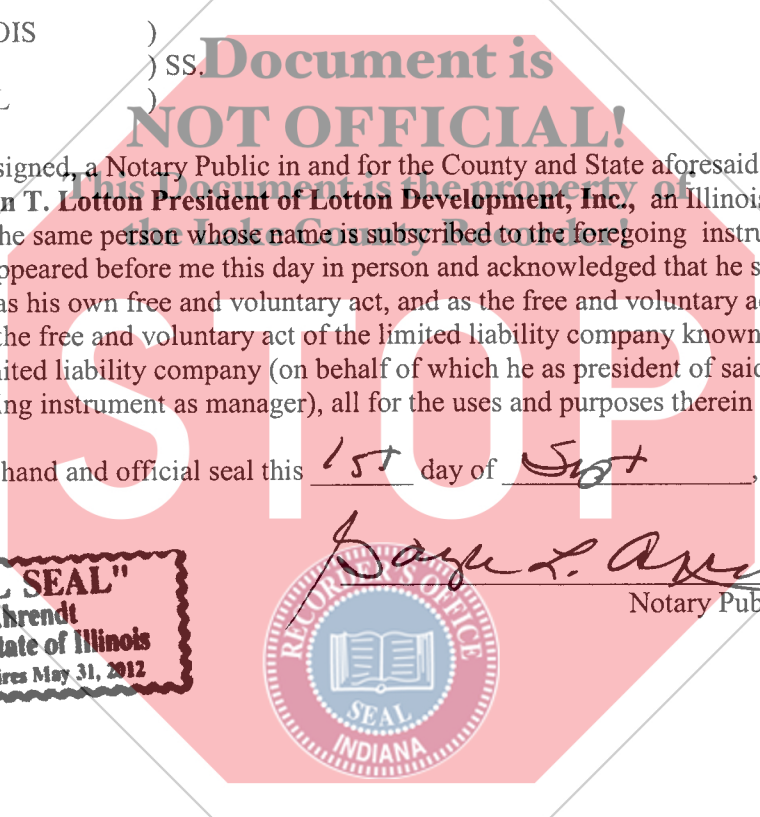 OIS )
) SS.
L )
Document is
NOT OFFICIAL!
This Document is the property of
the Lake County Recorder!
signed, a Notary Public in and for the County and State aforesaid
n T. Lotton President of Lotton Development, Inc., an Illinois
he same person whose name is subscribed to the foregoing instru
ppeared before me this day in person and acknowledged that he s
as his own free and voluntary act, and as the free and voluntary a
the free and voluntary act of the limited liability company known
ited liability company (on behalf of which he as president of said
ing instrument as manager), all for the uses and purposes therein
STOP
hand and official seal this 1st day of Sept,
L SEAL"
hrendt
tate of Illinois
ires May 31, 2012
Notary Pub
RECORDER'S OFFICE
SEAL
INDIANA